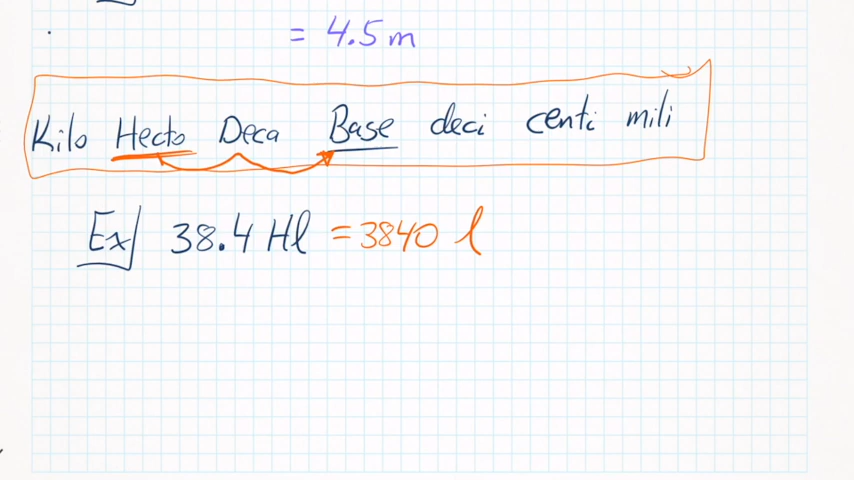 = 4.5 m
Kilo Hecto Deca Base deci centi mili
Ex 38.4 Hl = 3840 l